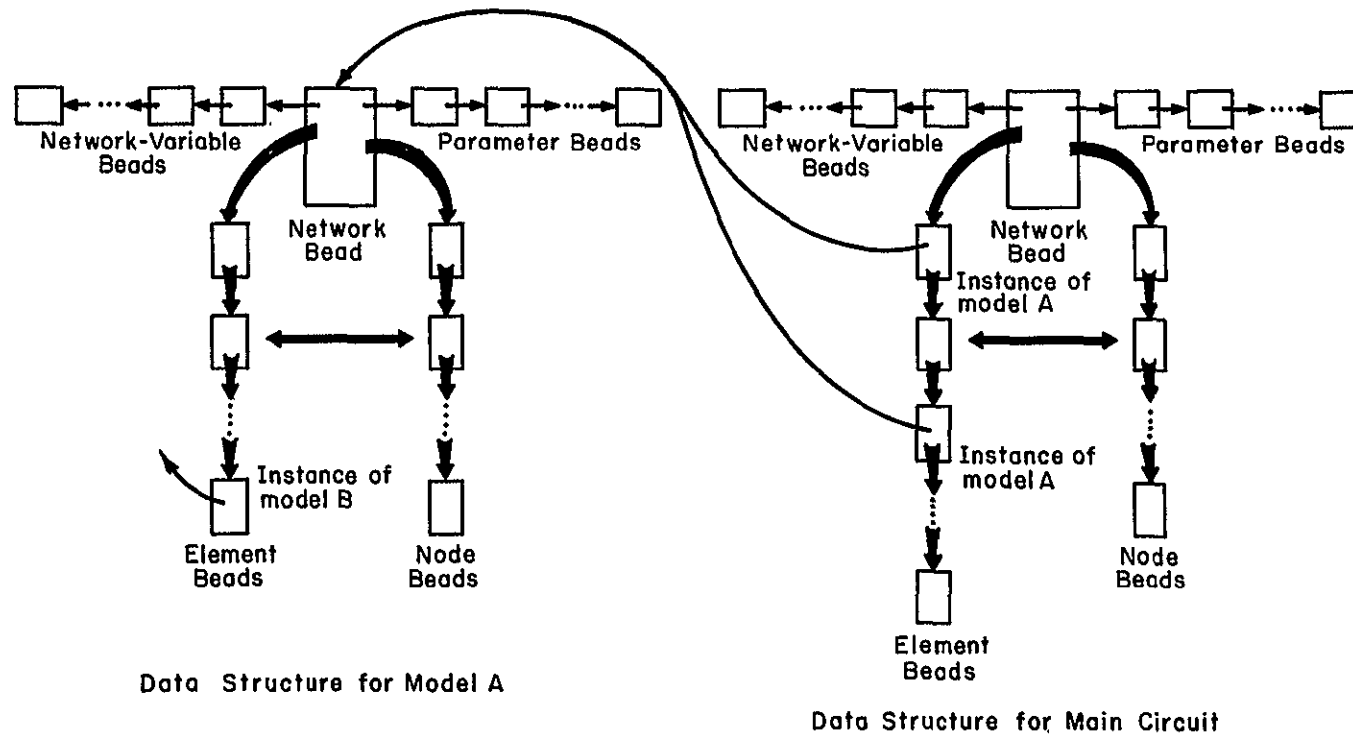 Network-Variable
Beads
Parameter Beads
Network
Bead
Instance of
model B
Element
Beads
Node
Beads
Data Structure for Model A
Network-Variable
Beads
Parameter Beads
Network
Bead
Instance of
model A
Instance of
model A
Node
Beads
Element
Beads
Data Structure for Main Circuit